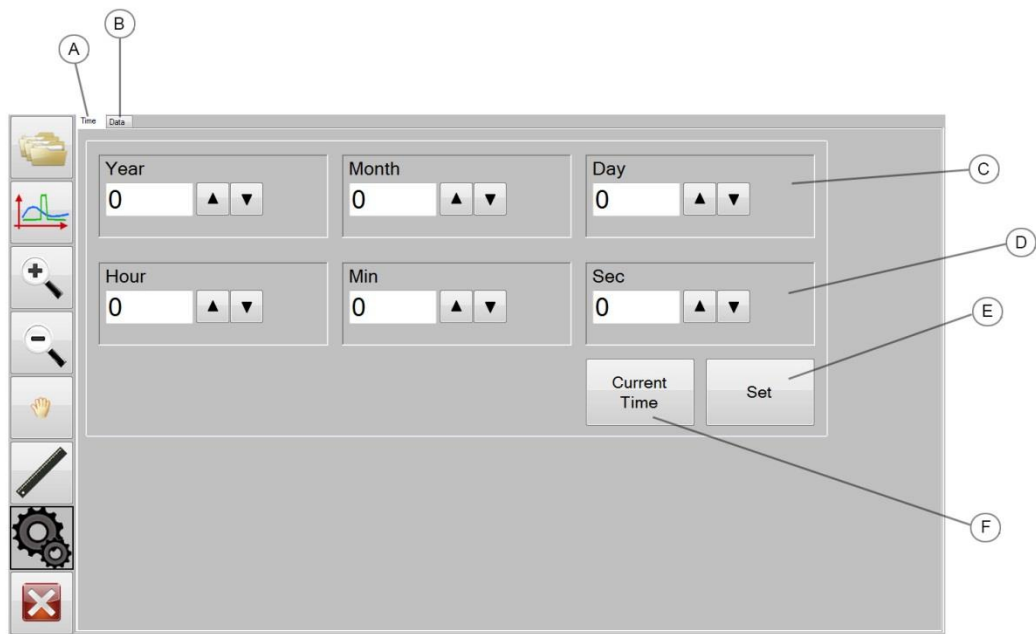 B
A
Time Data
Year Month Day
0 0 0
C
D
Hour Min Sec
0 0 0
E
Current
Time
Set
F